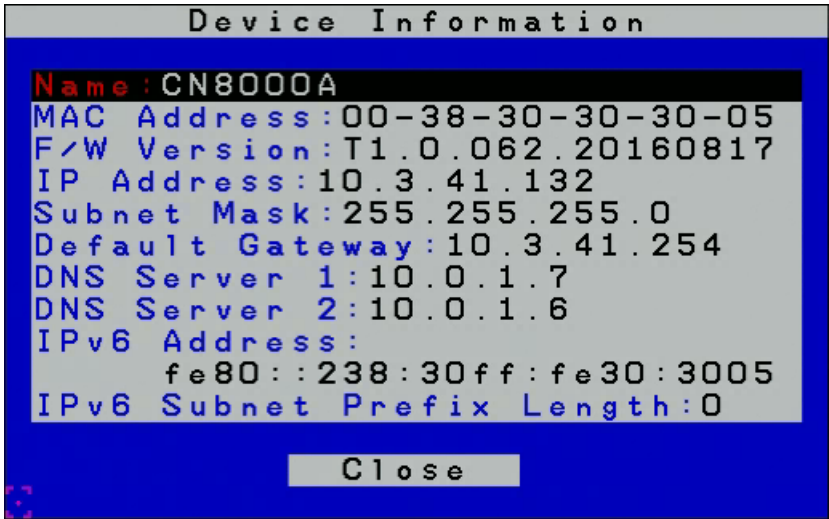 Device Information
Name:CN8000A
MAC Address:00-38-30-30-30-05
F/W Version:T1.0.062.20160817
IP Address:10.3.41.132
Subnet Mask:255.255.255.0
Default Gateway:10.3.41.254
DNS Server 1:10.0.1.7
DNS Server 2:10.0.1.6
IPv6 Address:
fe80::238:30ff:fe30:3005
IPv6 Subnet Prefix Length:0
Close